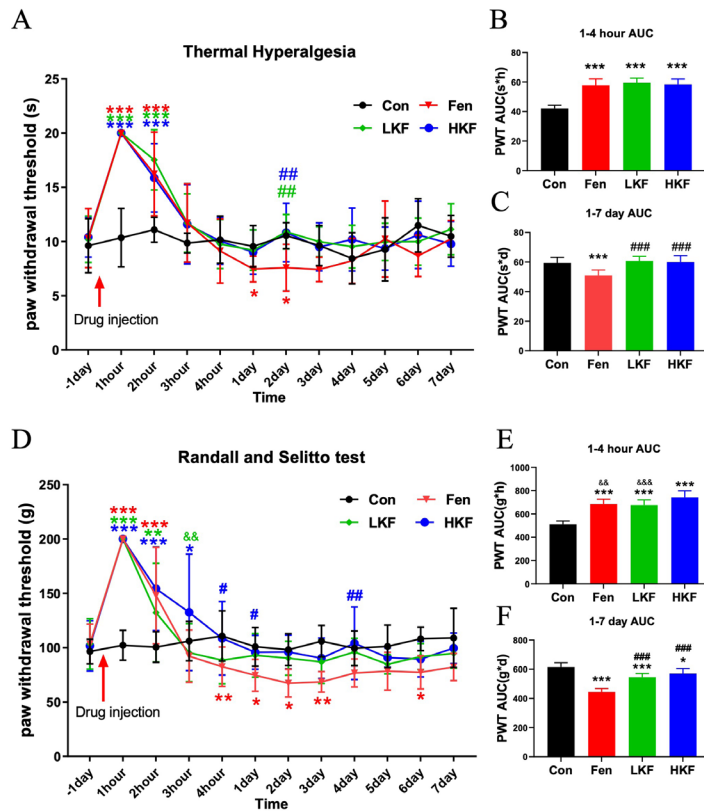 A
Thermal Hyperalgesia
paw withdrawal threshold (s)
25
20
15
10
5
0
Con
Fen
LKF
HKF
***
***
***
***
***
***
##
##
*
*
Drug injection
-1day
1hour
2hour
3hour
4hour
1day
2day
3day
4day
5day
6day
7day
Time
B
1-4 hour AUC
PWT AUC(s*h)
100
80
60
40
20
0
***
***
***
Con
Fen
LKF
HKF
C
1-7 day AUC
PWT AUC(s*d)
100
80
60
40
20
0
***
###
###
Con
Fen
LKF
HKF
D
Randall and Selitto test
paw withdrawal threshold (g)
250
200
150
100
50
0
Con
Fen
LKF
HKF
***
***
***
***
**
***
&&
*
#
#
##
**
*
*
**
*
Drug injection
-1day
1hour
2hour
3hour
4hour
1day
2day
3day
4day
5day
6day
7day
Time
E
1-4 hour AUC
PWT AUC(g*h)
1000
800
600
400
200
0
&&
***
&&&
***
***
Con
Fen
LKF
HKF
F
1-7 day AUC
PWT AUC(g*d)
800
600
400
200
0
***
###
***
###
*
Con
Fen
LKF
HKF